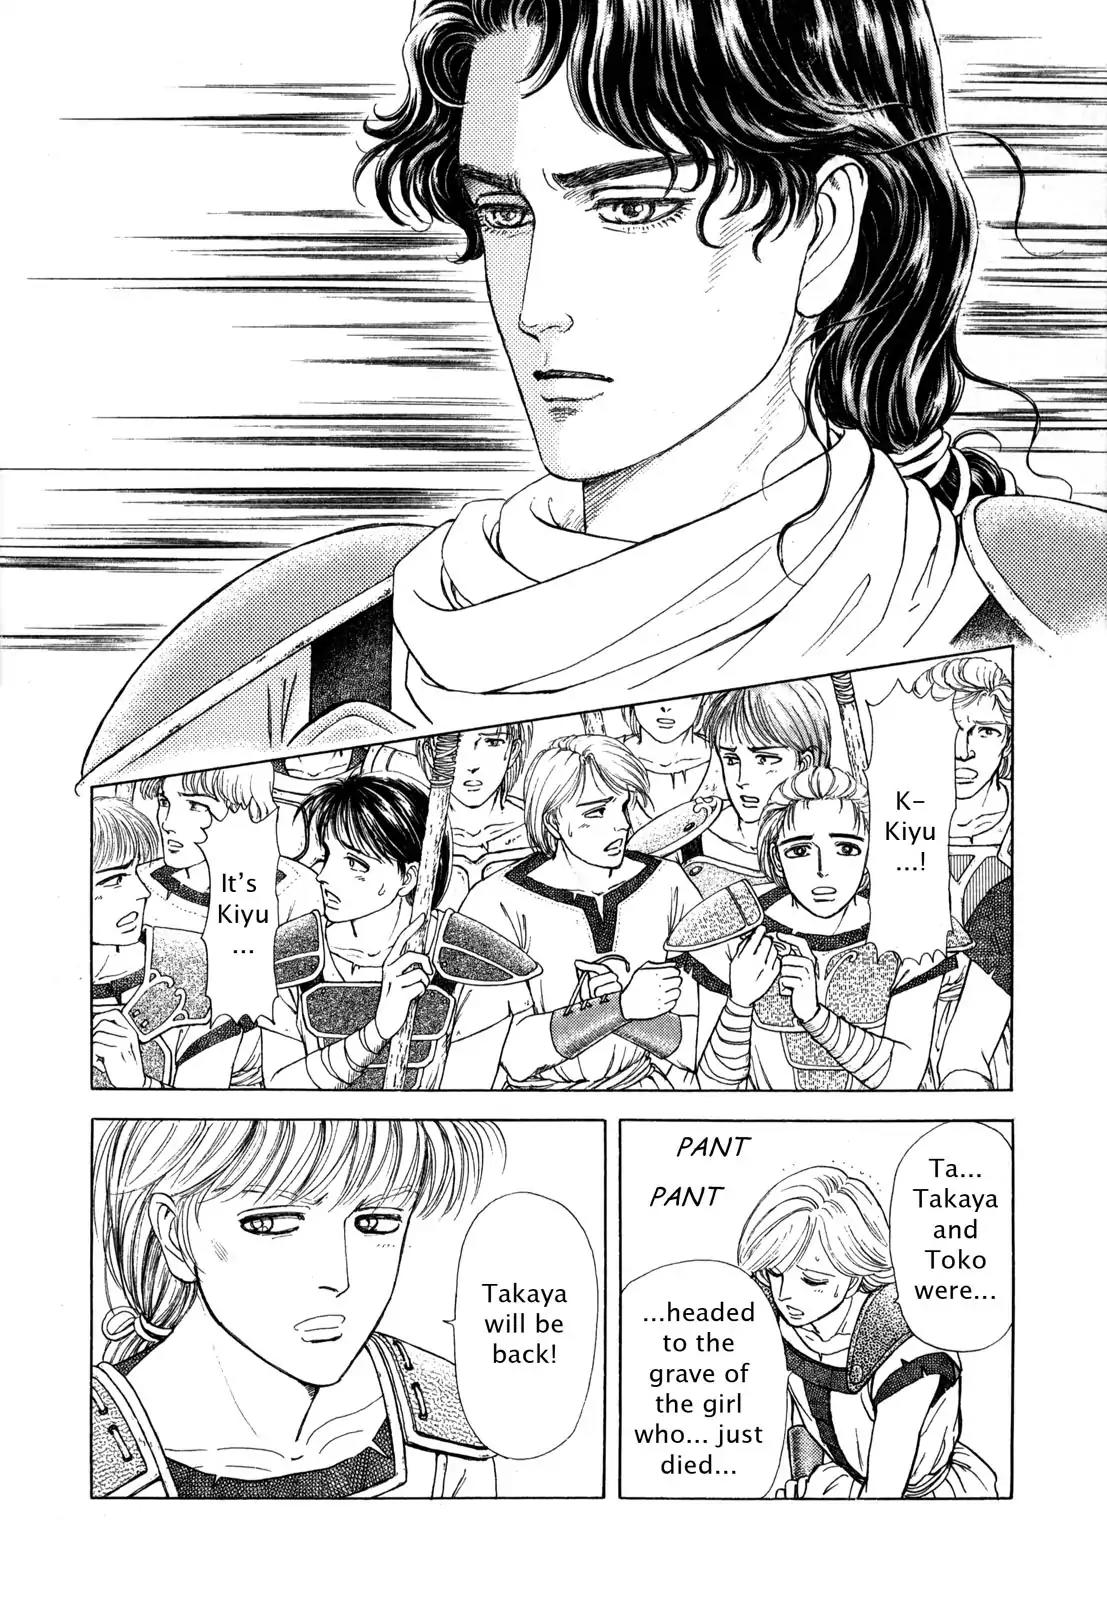 K-
Kiyu
...!
It's
Kiyu
...
PANT
PANT
Ta...
Takaya
and
Toko
were...
...headed
to the
grave of
the girl
who... just
died...
Takaya
will be
back!